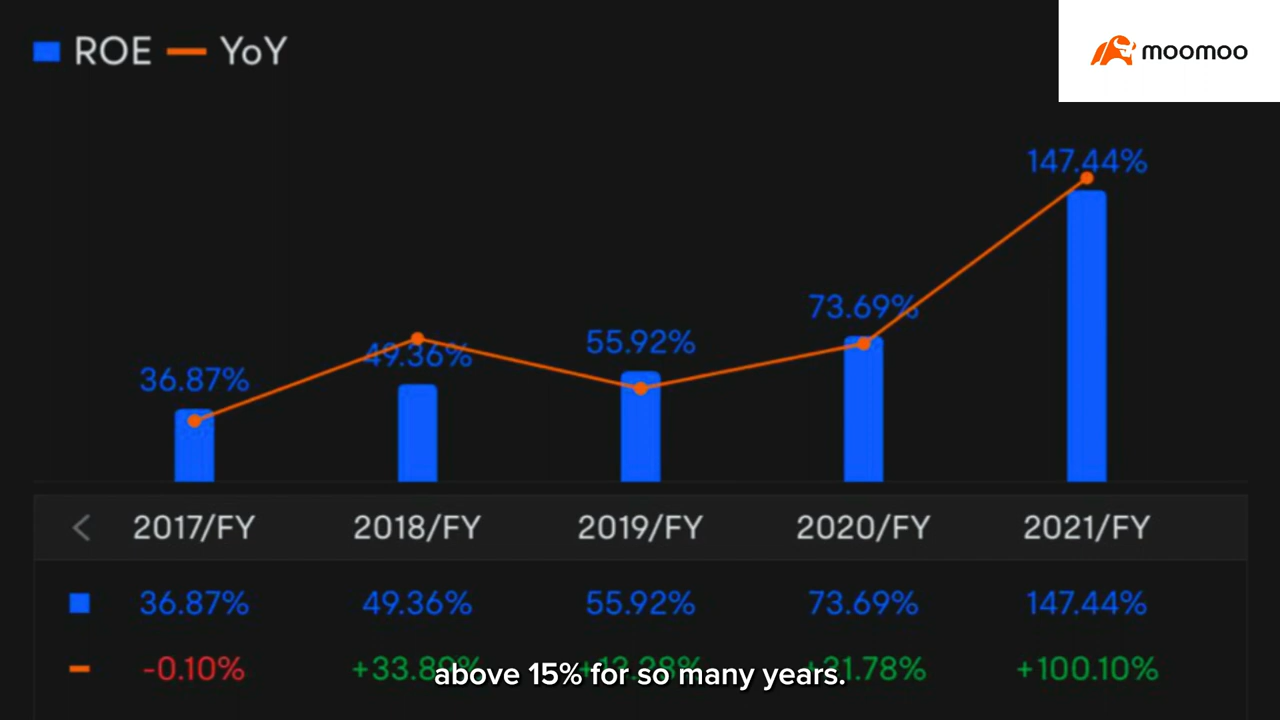 ROE YoY
moomoo
147.44%
73.69%
55.92%
49.36%
36.87%
2017/FY 2018/FY 2019/FY 2020/FY 2021/FY
36.87% 49.36% 55.92% 73.69% 147.44%
-0.10% +100.10%
above 15% for so many years.